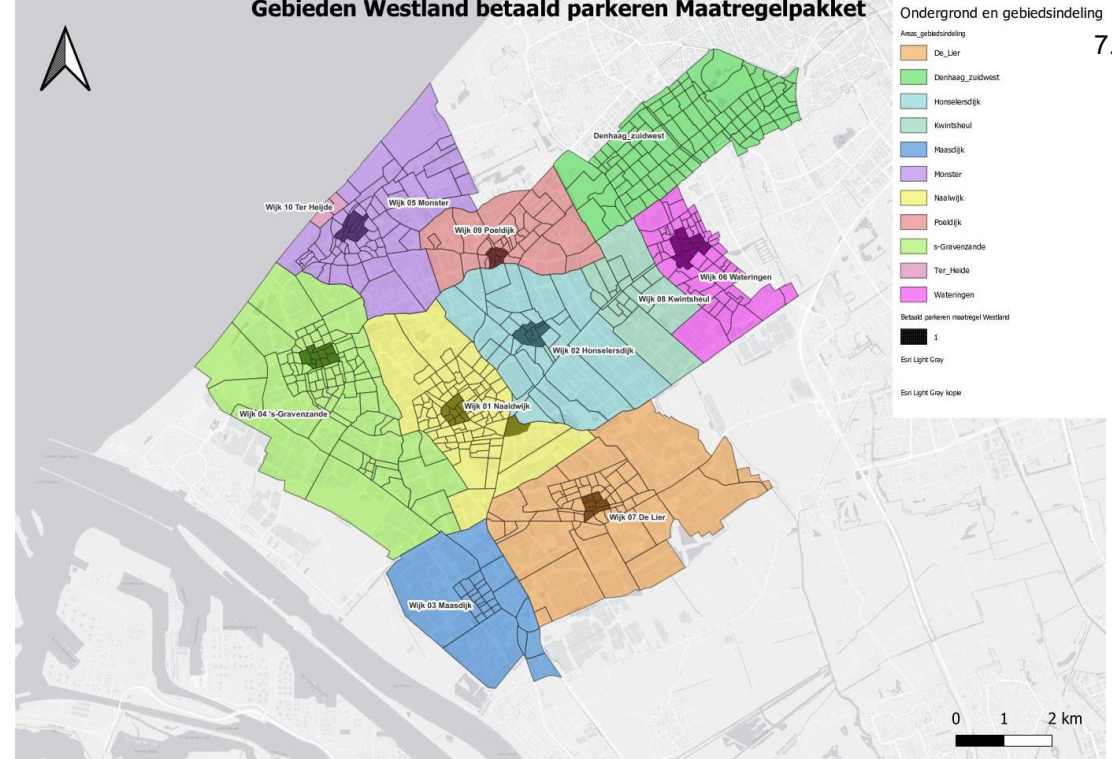 Gebieden Westland betaald parkeren Maatregelpakket
Ondergrond en gebiedsindeling
7.
Areas_gebiedsindeling
De_Lier
Denhaag_zuidwest
Honselersdijk
Kwintsheul
Maasdijk
Monster
Naalwijk
Poeldijk
s-Gravenzande
Ter_Heide
Wateringen
Betaald parkeren maatregel Westland
1
Esri Light Gray
Esri Light Gray kopie
Denhaag_zuidwest
Wijk 10 Ter Heijde
Wijk 05 Monster
Wijk 09 Poeldijk
Wijk 06 Wateringen
Wijk 08 Kwintsheul
Wijk 02 Honselersdijk
Wijk 01 Naaldwijk
Wijk 04 's-Gravenzande
Wijk 07 De Lier
Wijk 03 Maasdijk
0 1 2 km